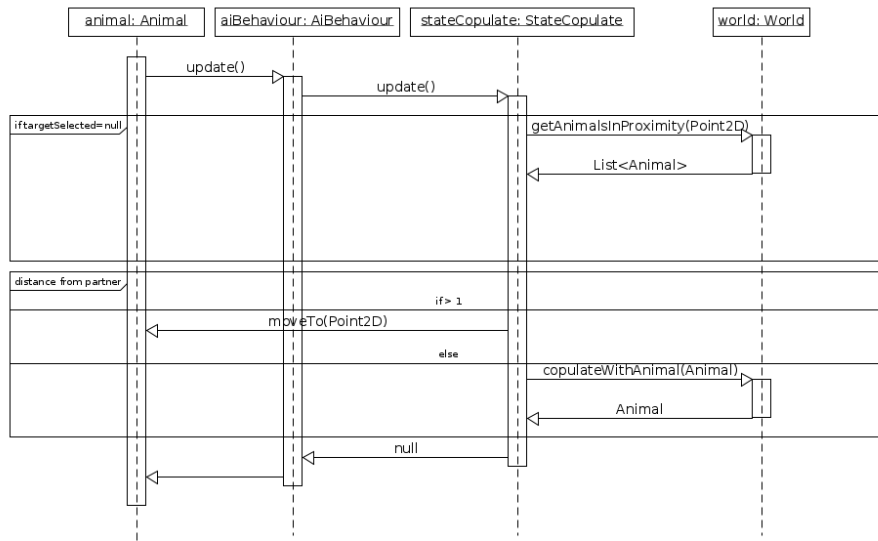 animal: Animal
aiBehaviour: AiBehaviour
stateCopulate: StateCopulate
world: World
update()
update()
iftargetSelected=null
getAnimalsInProximity(Point2D)
List<Animal>
distance from partner
if> 1
moveTo(Point2D)
else
copulateWithAnimal(Animal)
Animal
null